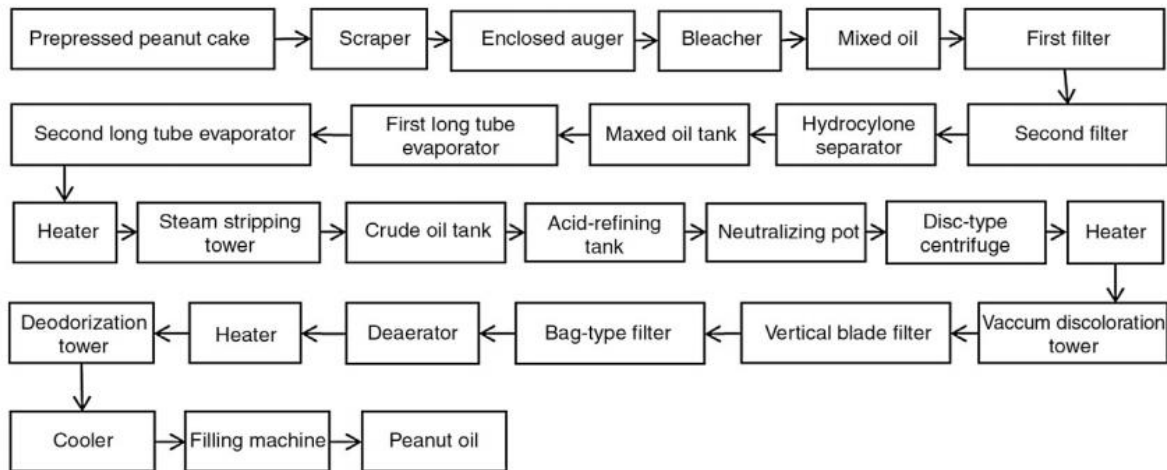 Prepressed peanut cake
Scraper
Enclosed auger
Bleacher
Mixed oil
First filter
Second long tube evaporator
First long tube
evaporator
Maxed oil tank
Hydrocylone
separator
Second filter
Heater
Steam stripping
tower
Crude oil tank
Acid-refining
tank
Neutralizing pot
Disc-type
centrifuge
Heater
Deodorization
tower
Heater
Deaerator
Bag-type filter
Vertical blade filter
Vaccum discoloration
tower
Cooler
Filling machine
Peanut oil